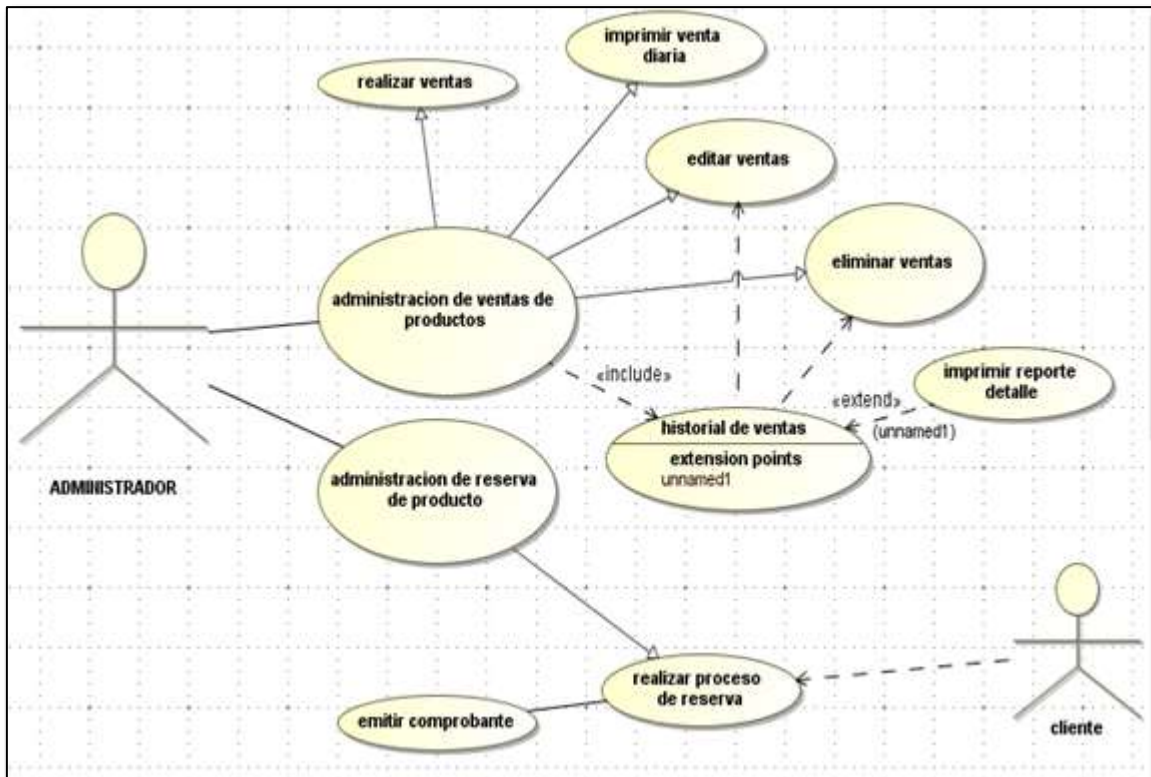 imprimir venta
diaria
realizar ventas
editar ventas
eliminar ventas
administracion de ventas de
productos
«include»
imprimir reporte
detalle
«extend»
(unnamed1)
historial de ventas
extension points
unnamed1
ADMINISTRADOR
administracion de reserva
de producto
realizar proceso
de reserva
emitir comprobante
cliente